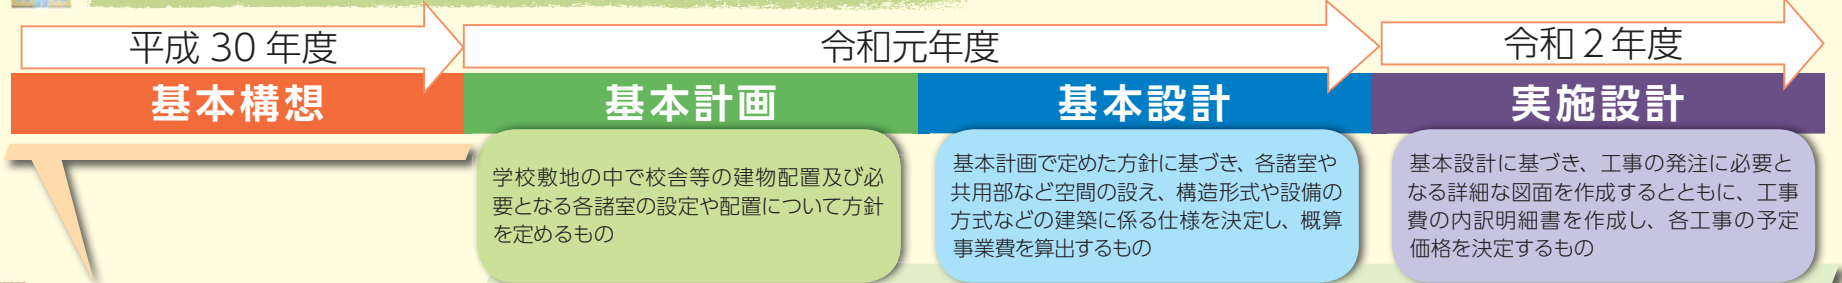 平成 30 年度
令和元年度
令和２年度
基本構想
基本計画
基本設計
実施設計
学校敷地の中で校舎等の建物配置及び必
要となる各諸室の設定や配置について方針
を定めるもの
基本計画で定めた方針に基づき、各諸室や
共用部など空間の設え、構造形式や設備の
方式などの建築に係る仕様を決定し、概算
事業費を算出するもの
基本設計に基づき、工事の発注に必要と
なる詳細な図面を作成するとともに、工事
費の内訳明細書を作成し、各工事の予定
価格を決定するもの